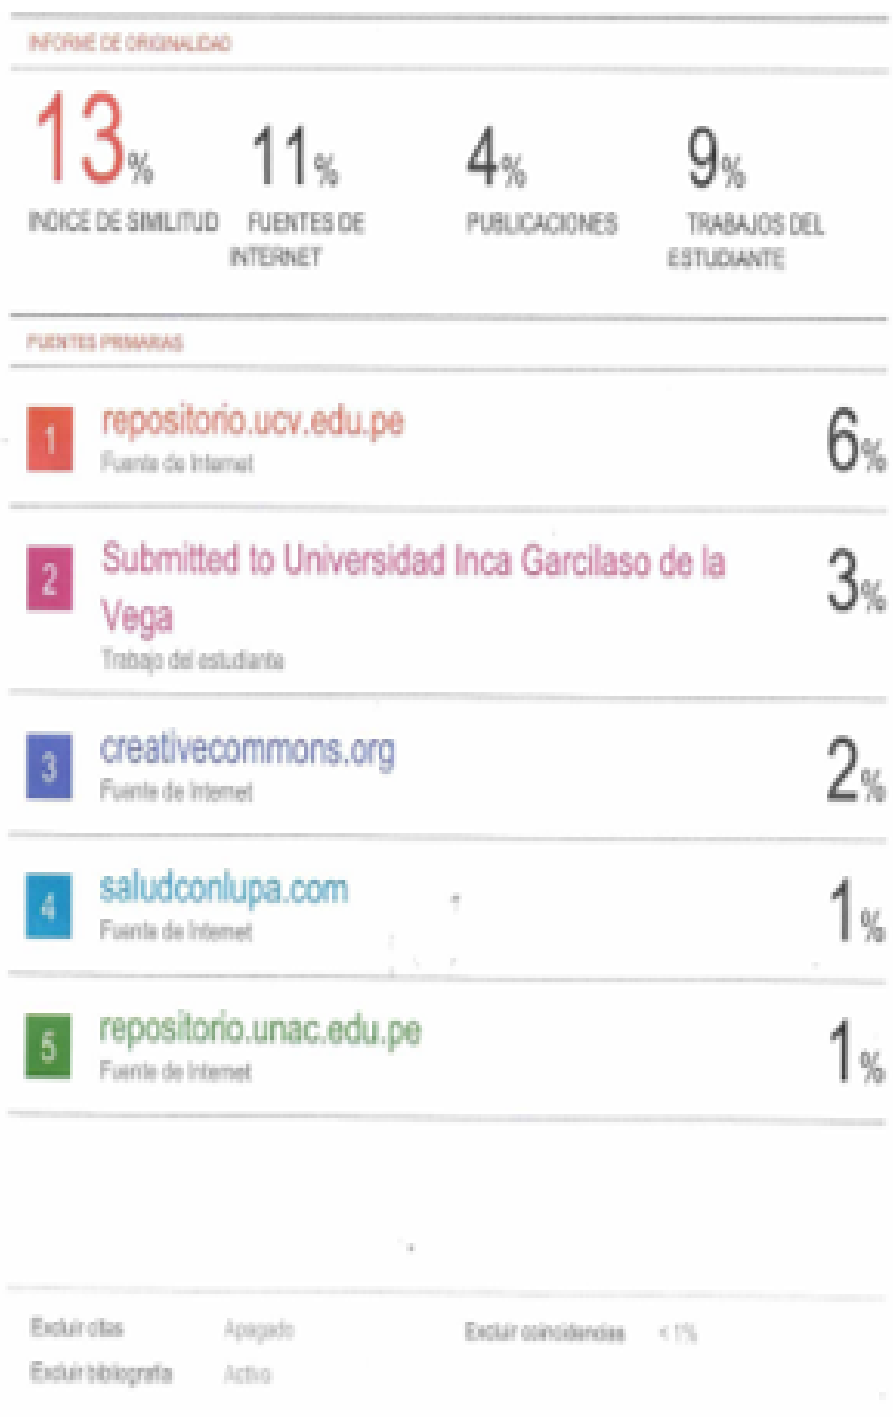 INFORME DE ORIGINALIDAD
13%
INDICE DE SIMILITUD
11%
FUENTES DE
INTERNET
4%
PUBLICACIONES
9%
TRABAJOS DEL
ESTUDIANTE
FUENTES PRIMARIAS
1
repositorio.ucv.edu.pe
Fuente de Internet
6%
2
Submitted to Universidad Inca Garcilaso de la
Vega
Trabajo del estudiante
3%
3
creativecommons.org
Fuente de Internet
2%
4
saludconlupa.com
Fuente de Internet
1%
5
repositorio.unac.edu.pe
Fuente de Internet
1%
Excluir citas Apagado Excluir coincidencias < 1%
Excluir bibliografía Activo